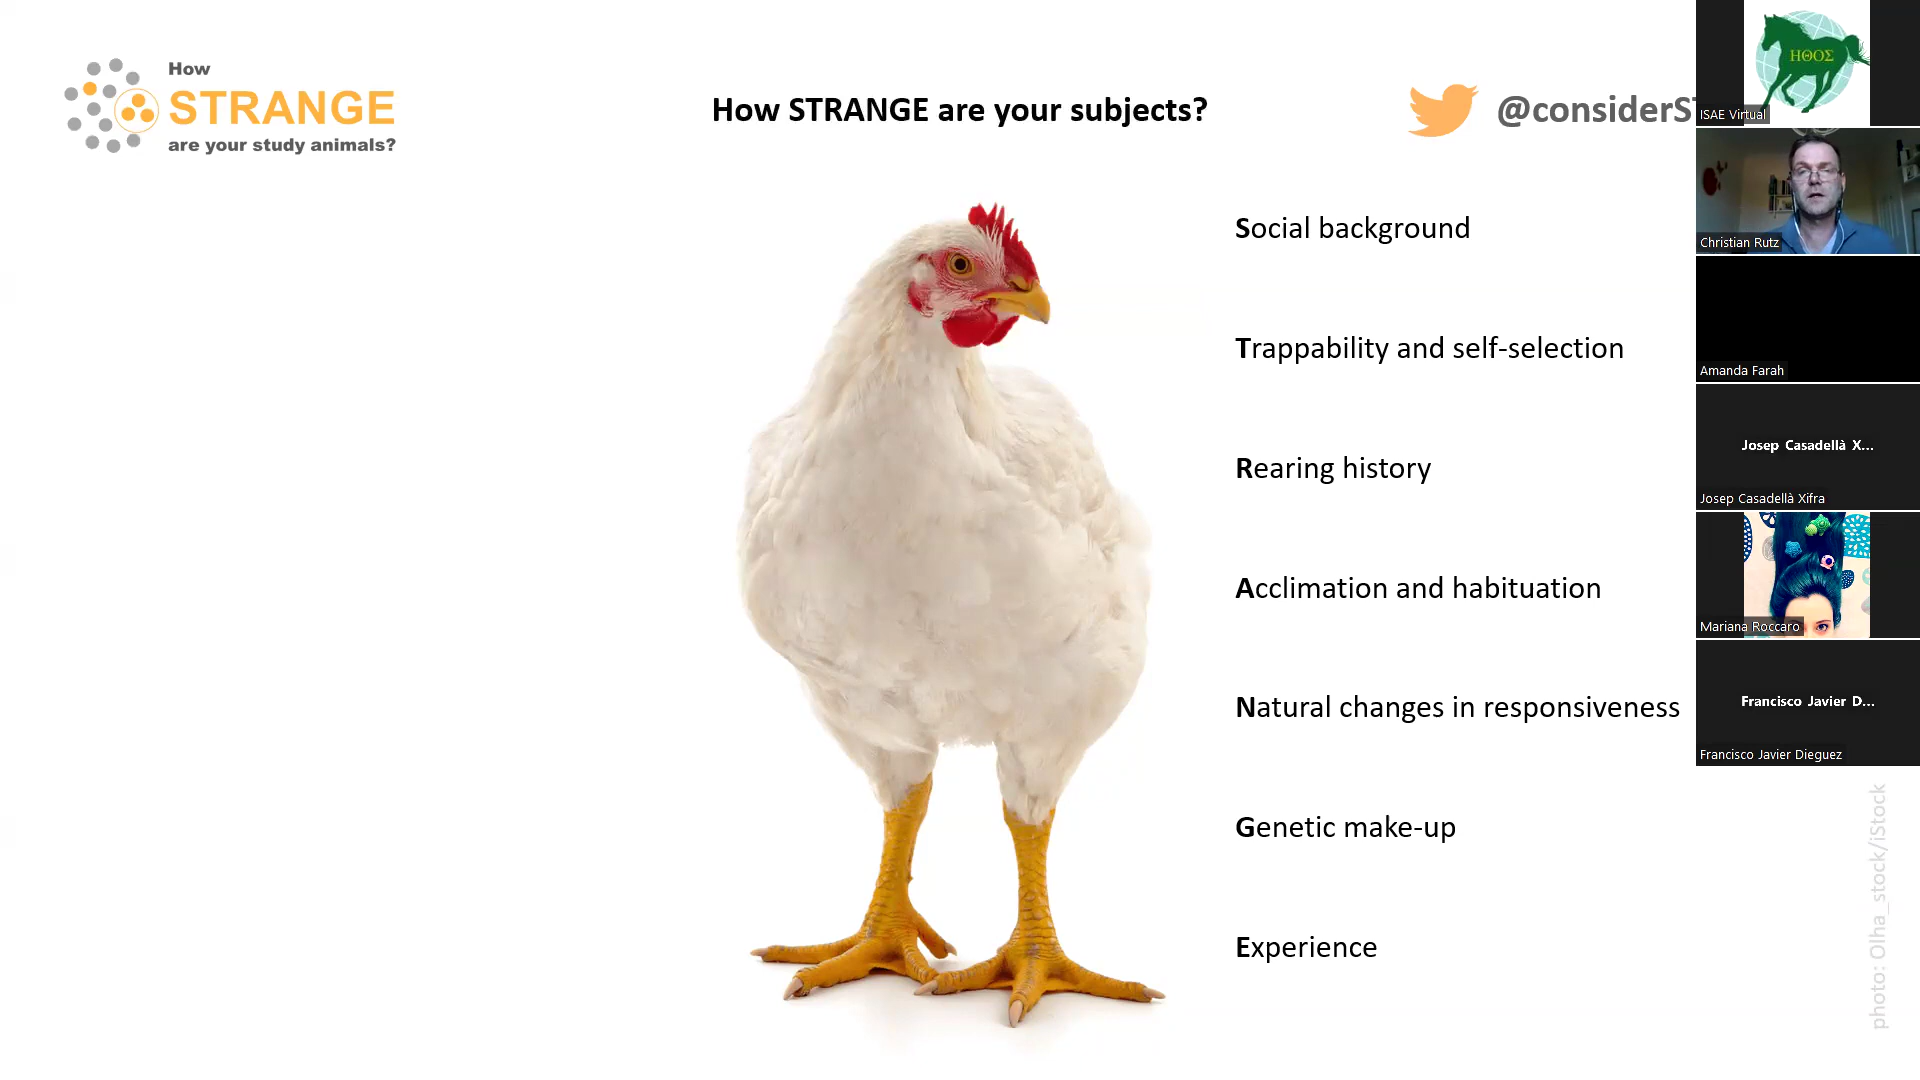 How
STRANGE
are your study animals?
How STRANGE are your subjects?
@considerS
Social background
Trappability and self-selection
Rearing history
Acclimation and habituation
Natural changes in responsiveness
Genetic make-up
Experience
photo: Olha_stock/iStock
ΗΘΟΣ
ISAE Virtual
Christian Rutz
Amanda Farah
Josep Casadellà X...
Josep Casadellà Xifra
Mariana Roccaro
Francisco Javier D...
Francisco Javier Dieguez